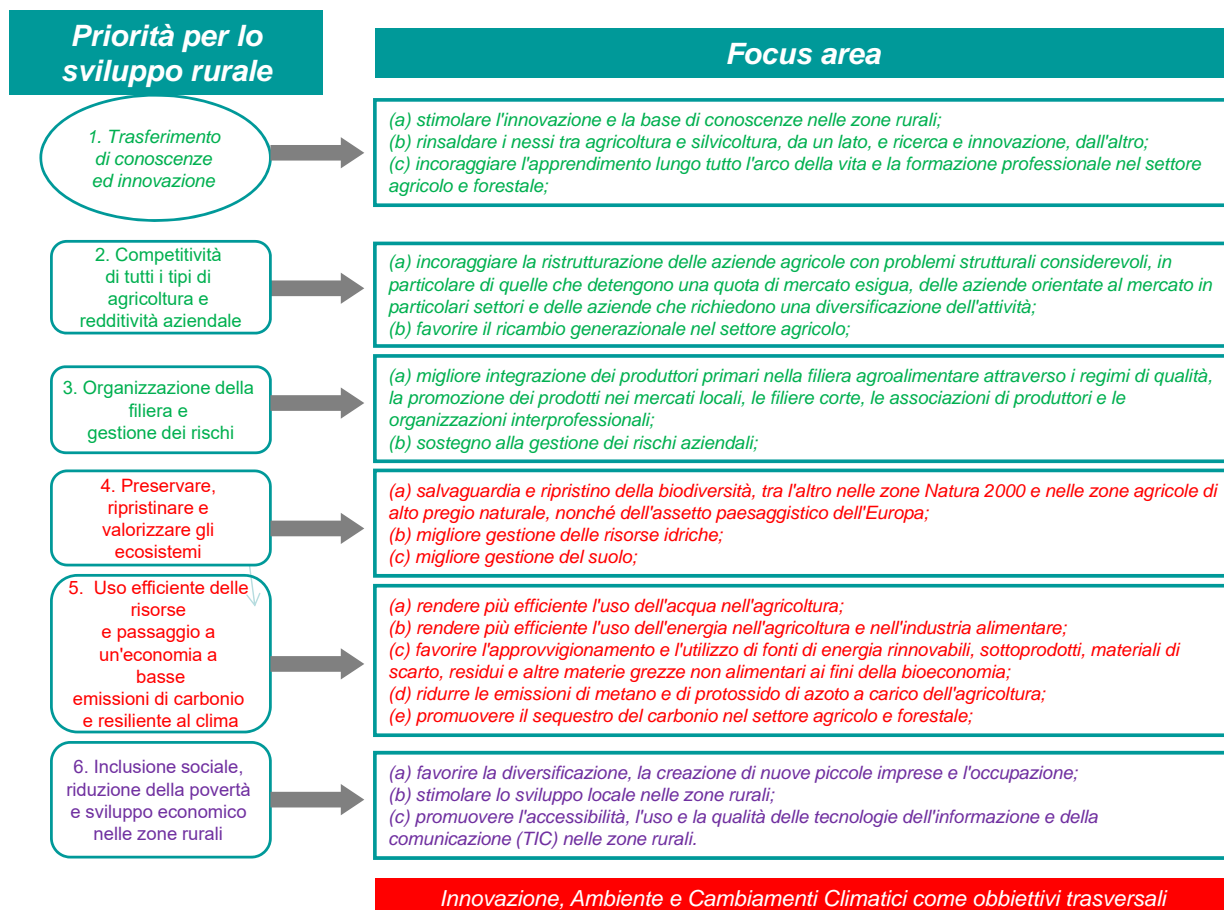 Priorità per lo
sviluppo rurale
Focus area
1. Trasferimento
di conoscenze
ed innovazione
(a) stimolare l'innovazione e la base di conoscenze nelle zone rurali;
(b) rinsaldare i nessi tra agricoltura e silvicoltura, da un lato, e ricerca e innovazione, dall'altro;
(c) incoraggiare l'apprendimento lungo tutto l'arco della vita e la formazione professionale nel settore
agricolo e forestale;
2. Competitività
di tutti i tipi di
agricoltura e
redditività aziendale
(a) incoraggiare la ristrutturazione delle aziende agricole con problemi strutturali considerevoli, in
particolare di quelle che detengono una quota di mercato esigua, delle aziende orientate al mercato in
particolari settori e delle aziende che richiedono una diversificazione dell'attività;
(b) favorire il ricambio generazionale nel settore agricolo;
3. Organizzazione della
filiera e
gestione dei rischi
(a) migliore integrazione dei produttori primari nella filiera agroalimentare attraverso i regimi di qualità,
la promozione dei prodotti nei mercati locali, le filiere corte, le associazioni di produttori e le
organizzazioni interprofessionali;
(b) sostegno alla gestione dei rischi aziendali;
4. Preservare,
ripristinare e
valorizzare gli
ecosistemi
(a) salvaguardia e ripristino della biodiversità, tra l'altro nelle zone Natura 2000 e nelle zone agricole di
alto pregio naturale, nonché dell'assetto paesaggistico dell'Europa;
(b) migliore gestione delle risorse idriche;
(c) migliore gestione del suolo;
5. Uso efficiente delle
risorse
e passaggio a
un'economia a
basse
emissioni di carbonio
e resiliente al clima
(a) rendere più efficiente l'uso dell'acqua nell'agricoltura;
(b) rendere più efficiente l'uso dell'energia nell'agricoltura e nell'industria alimentare;
(c) favorire l'approvvigionamento e l'utilizzo di fonti di energia rinnovabili, sottoprodotti, materiali di
scarto, residui e altre materie grezze non alimentari ai fini della bioeconomia;
(d) ridurre le emissioni di metano e di protossido di azoto a carico dell'agricoltura;
(e) promuovere il sequestro del carbonio nel settore agricolo e forestale;
6. Inclusione sociale,
riduzione della povertà
e sviluppo economico
nelle zone rurali
(a) favorire la diversificazione, la creazione di nuove piccole imprese e l'occupazione;
(b) stimolare lo sviluppo locale nelle zone rurali;
(c) promuovere l'accessibilità, l'uso e la qualità delle tecnologie dell'informazione e della
comunicazione (TIC) nelle zone rurali.
Innovazione, Ambiente e Cambiamenti Climatici come obbiettivi trasversali